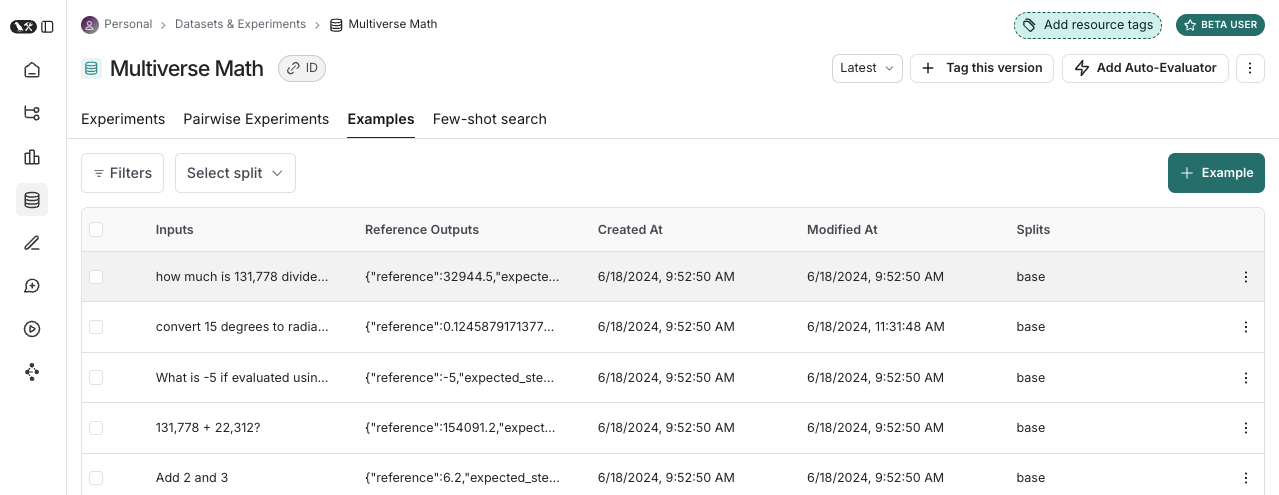 Personal > Datasets & Experiments > Multiverse Math
Add resource tags
BETA USER
Multiverse Math
ID
Latest
Tag this version
Add Auto-Evaluator
Experiments Pairwise Experiments Examples Few-shot search
Filters
Select split
+ Example
Inputs Reference Outputs Created At Modified At Splits
how much is 131,778 divide... {"reference":32944.5,"expecte... 6/18/2024, 9:52:50 AM 6/18/2024, 9:52:50 AM base
convert 15 degrees to radia... {"reference":0.1245879171377... 6/18/2024, 9:52:50 AM 6/18/2024, 11:31:48 AM base
What is -5 if evaluated usin... {"reference":-5,"expected_ste... 6/18/2024, 9:52:50 AM 6/18/2024, 9:52:50 AM base
131,778 + 22,312? {"reference":154091.2,"expect... 6/18/2024, 9:52:50 AM 6/18/2024, 9:52:50 AM base
Add 2 and 3 {"reference":6.2,"expected_ste... 6/18/2024, 9:52:50 AM 6/18/2024, 9:52:50 AM base